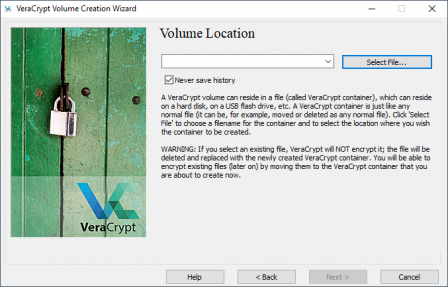 VeraCrypt Volume Creation Wizard
Volume Location
Select File...
Never save history
A VeraCrypt volume can reside in a file (called VeraCrypt container), which can reside
on a hard disk, on a USB flash drive, etc. A VeraCrypt container is just like any
normal file (it can be, for example, moved or deleted as any normal file). Click 'Select
File' to choose a filename for the container and to select the location where you wish
the container to be created.
WARNING: If you select an existing file, VeraCrypt will NOT encrypt it; the file will be
deleted and replaced with the newly created VeraCrypt container. You will be able to
encrypt existing files (later on) by moving them to the VeraCrypt container that you
are about to create now.
VeraCrypt
Help
< Back
Next >
Cancel